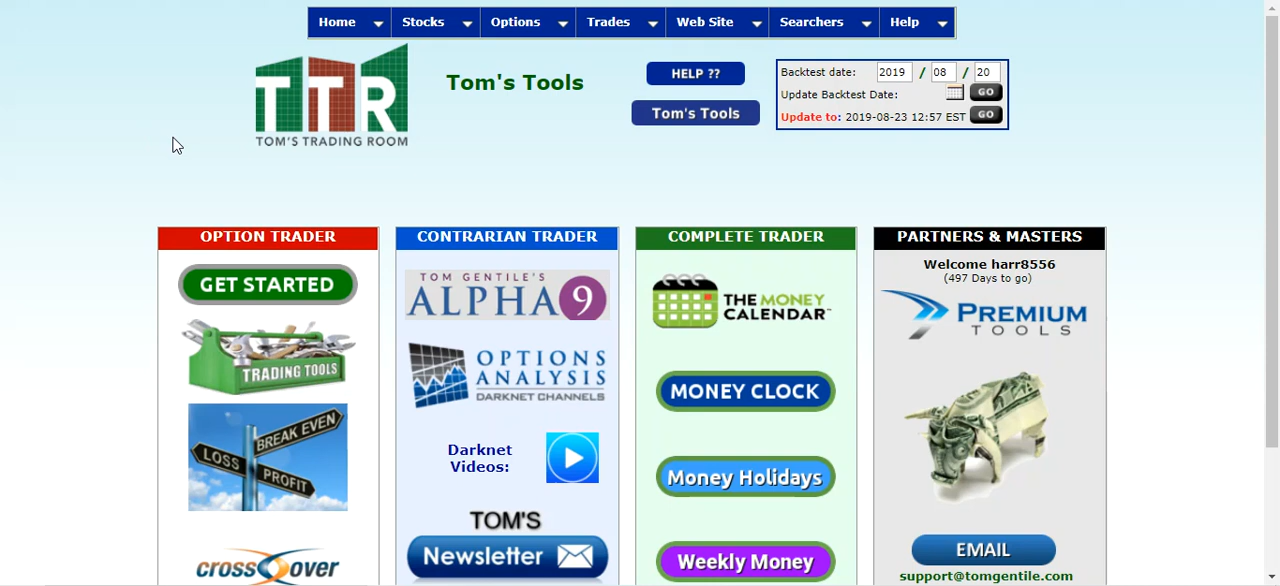 Home Stocks Options Trades Web Site Searchers Help
TTR
TOM'S TRADING ROOM
Tom's Tools
HELP ??
Tom's Tools
Backtest date: 2019 / 08 / 20
Update Backtest Date: GO
Update to: 2019-08-23 12:57 EST GO
OPTION TRADER
GET STARTED
TRADING TOOLS
BREAK EVEN
LOSS
PROFIT
crossover
CONTRARIAN TRADER
TOM GENTILE'S
ALPHA 9
OPTIONS
ANALYSIS
DARKNET CHANNELS
Darknet
Videos:
TOM'S
Newsletter
COMPLETE TRADER
THE MONEY
CALENDAR™
MONEY CLOCK
Money Holidays
Weekly Money
PARTNERS & MASTERS
Welcome harr8556
(497 Days to go)
PREMIUM
TOOLS
EMAIL
support@tomgentile.com